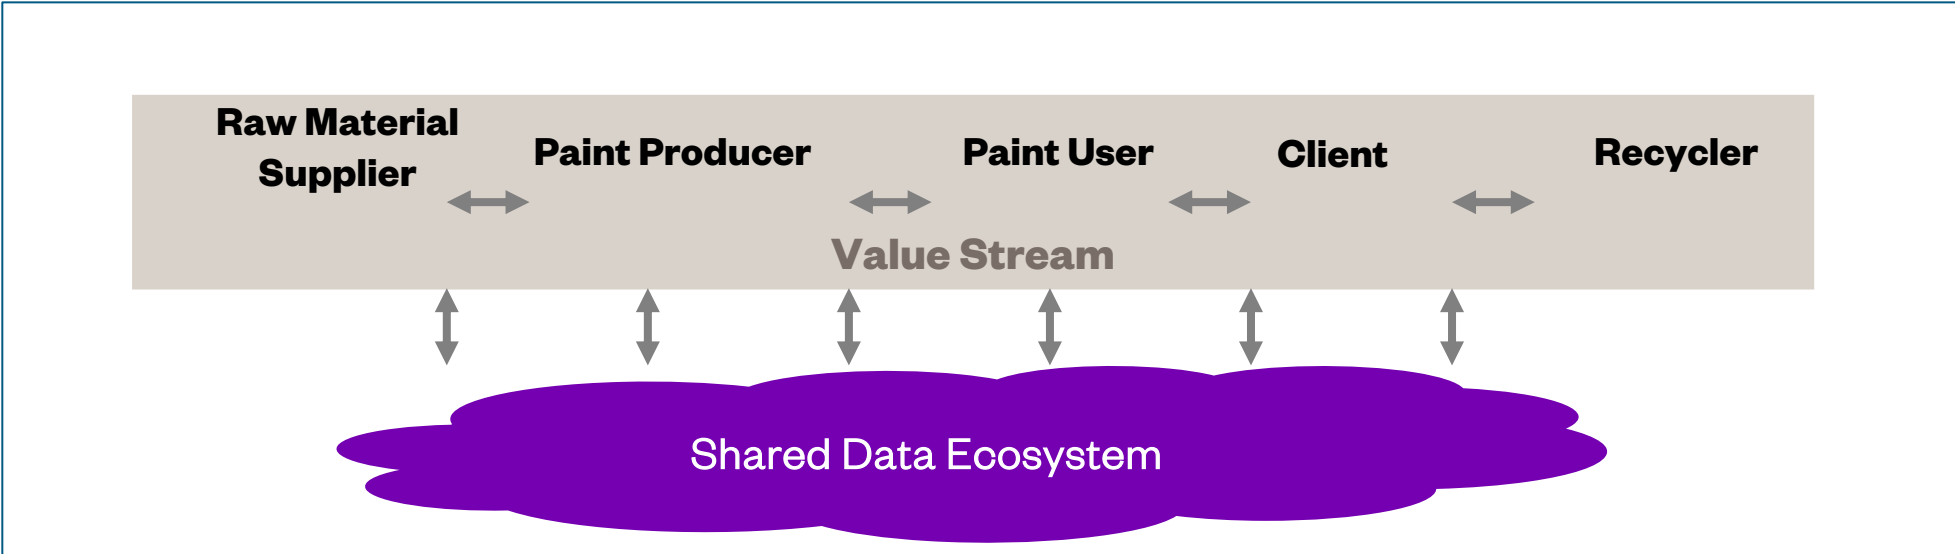 Raw Material
Supplier
Paint Producer
Paint User
Client
Recycler
Value Stream
Shared Data Ecosystem